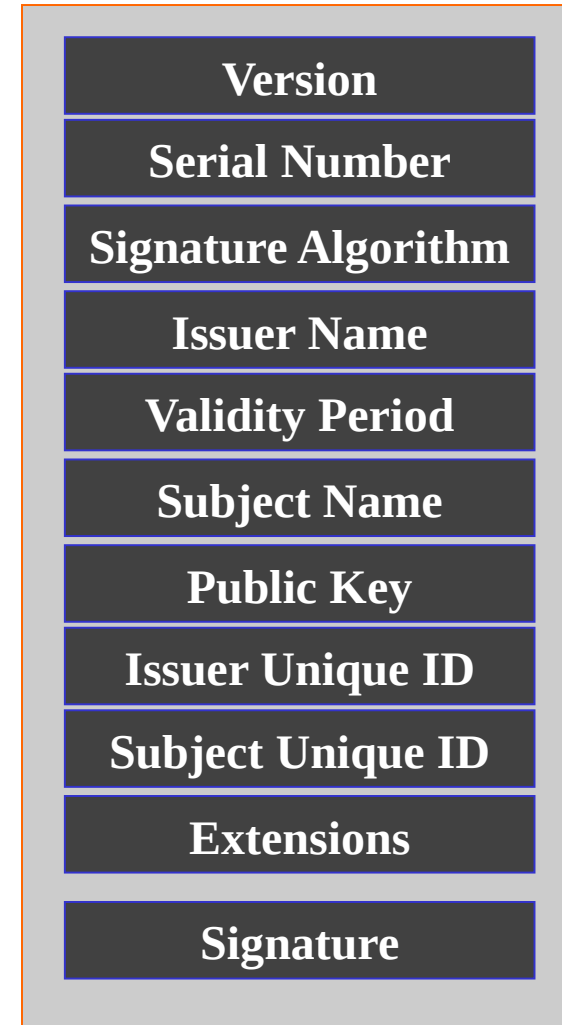 Version
Serial Number
Signature Algorithm
Issuer Name
Validity Period
Subject Name
Public Key
Issuer Unique ID
Subject Unique ID
Extensions
Signature